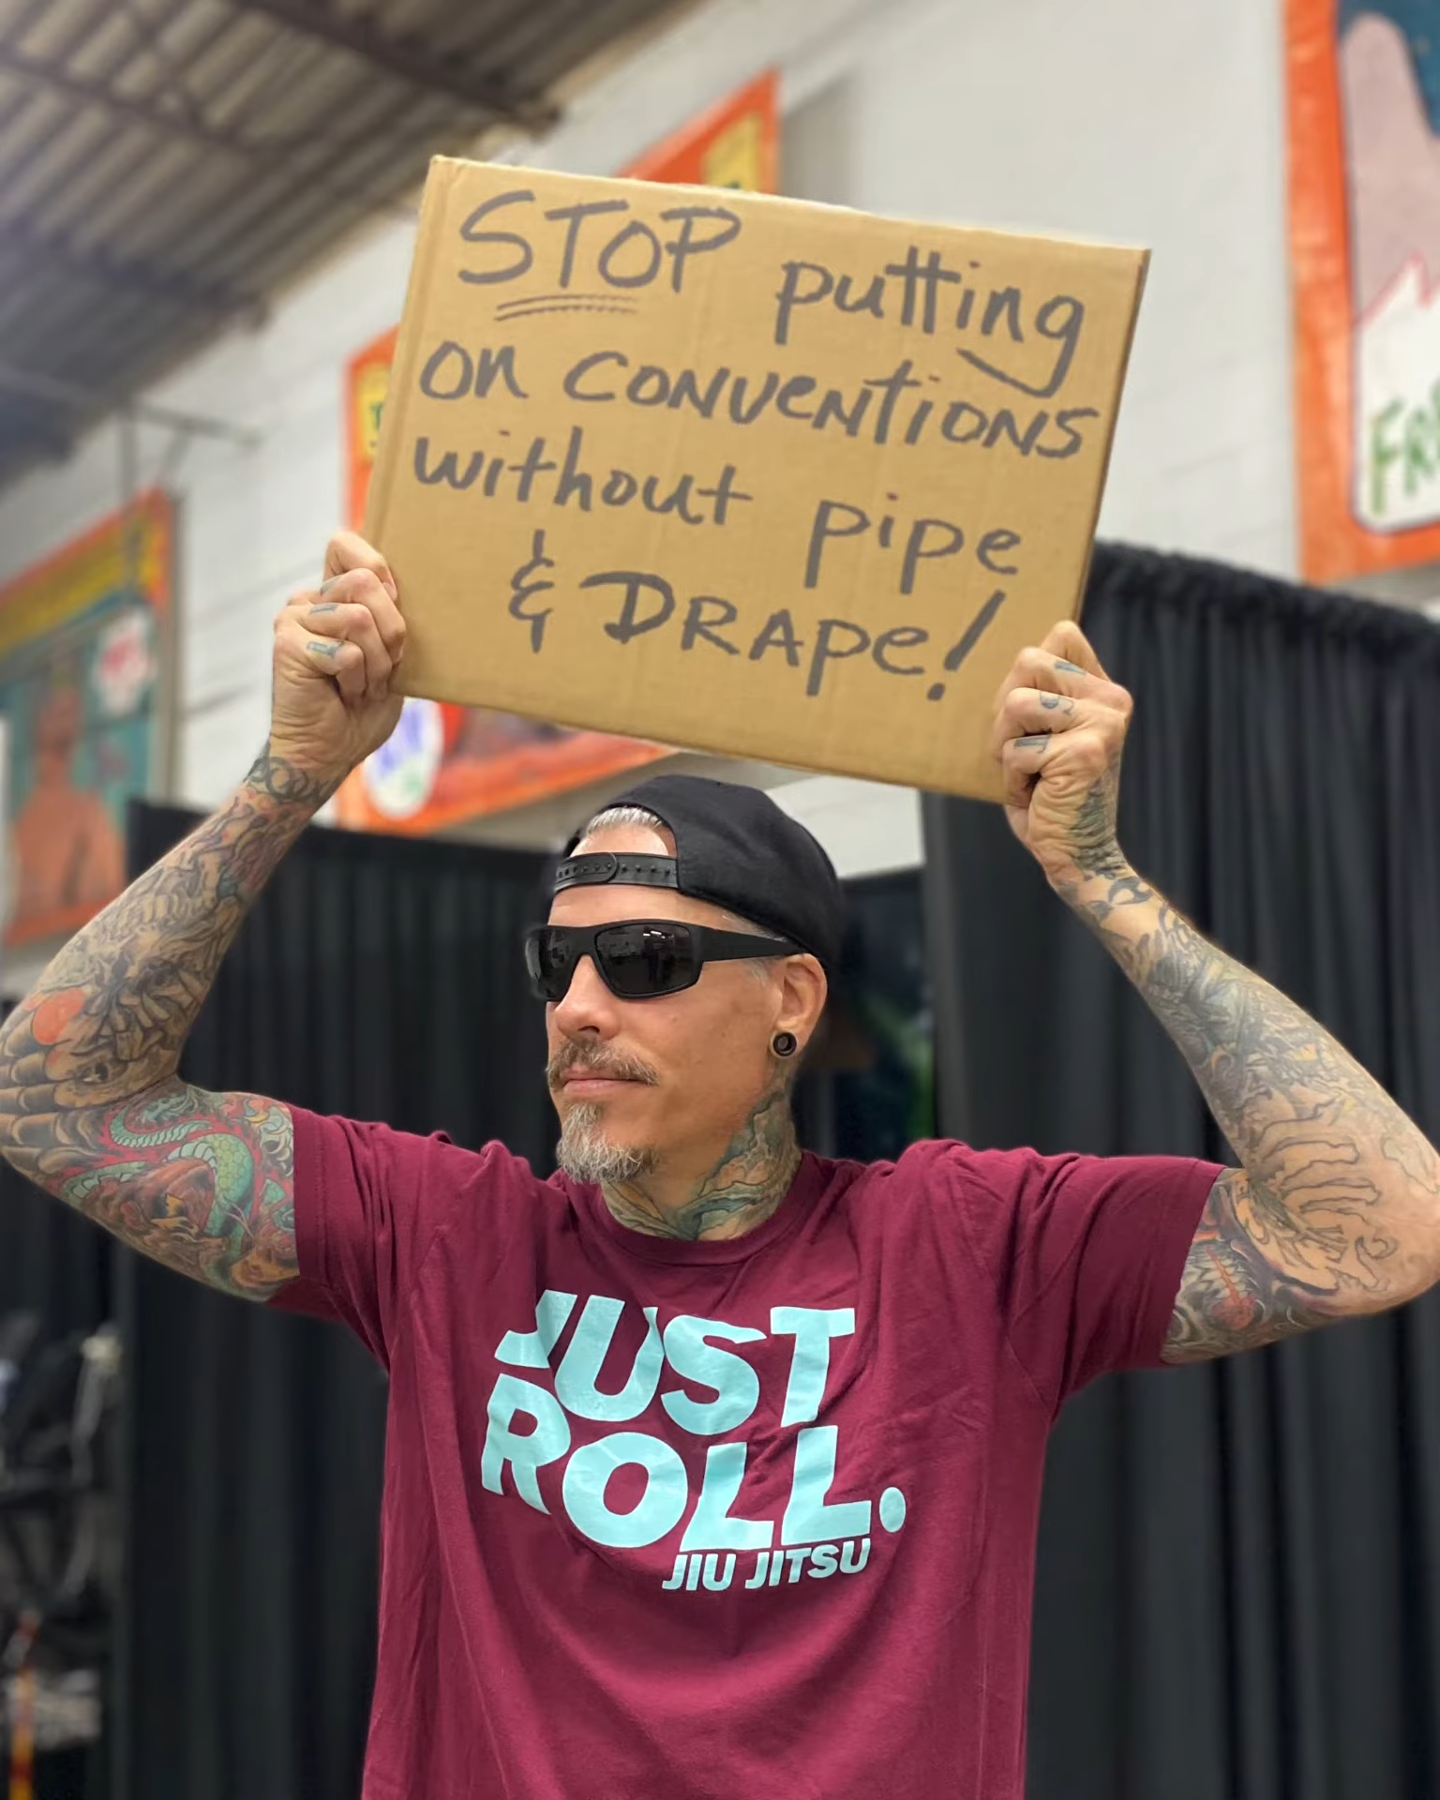 STOP putting
on conventions
without pipe
& DRApe!
JUST
ROLL.
JIU JITSU